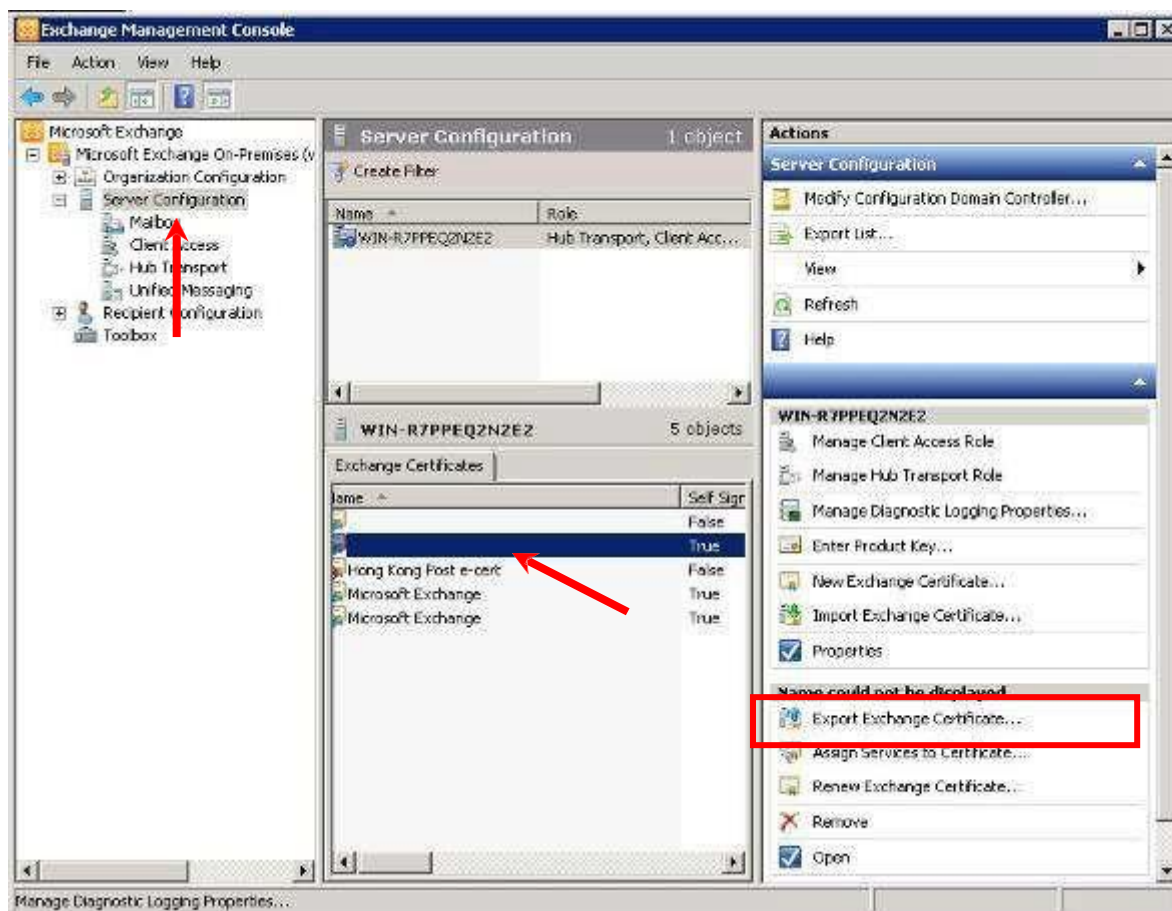 Exchange Management Console
File Action View Help
Microsoft Exchange
Microsoft Exchange On-Premises (w
Organization Configuration
Server Configuration
Mailbox
Client Access
Hub Transport
Unified Messaging
Recipient Configuration
Toolbox
Server Configuration 1 object
Create Filter
Name Role
WIN-R7PPEQ2N2E2 Hub Transport, Client Acc...
WIN-R7PPEQ2N2E2 5 objects
Exchange Certificates
lame Self Sigr
False
True
Hong Kong Post e-cert False
Microsoft Exchange True
Microsoft Exchange True
Actions
Server Configuration
Modify Configuration Domain Controller...
Export List...
View
Refresh
Help
WIN-R7PPEQ2N2E2
Manage Client Access Role
Manage Hub Transport Role
Manage Diagnostic Logging Properties...
Enter Product Key...
New Exchange Certificate...
Import Exchange Certificate...
Properties
Name could not be displayed
Export Exchange Certificate...
Assign Services to Certificate...
Renew Exchange Certificate...
Remove
Open
Manage Diagnostic Logging Properties...